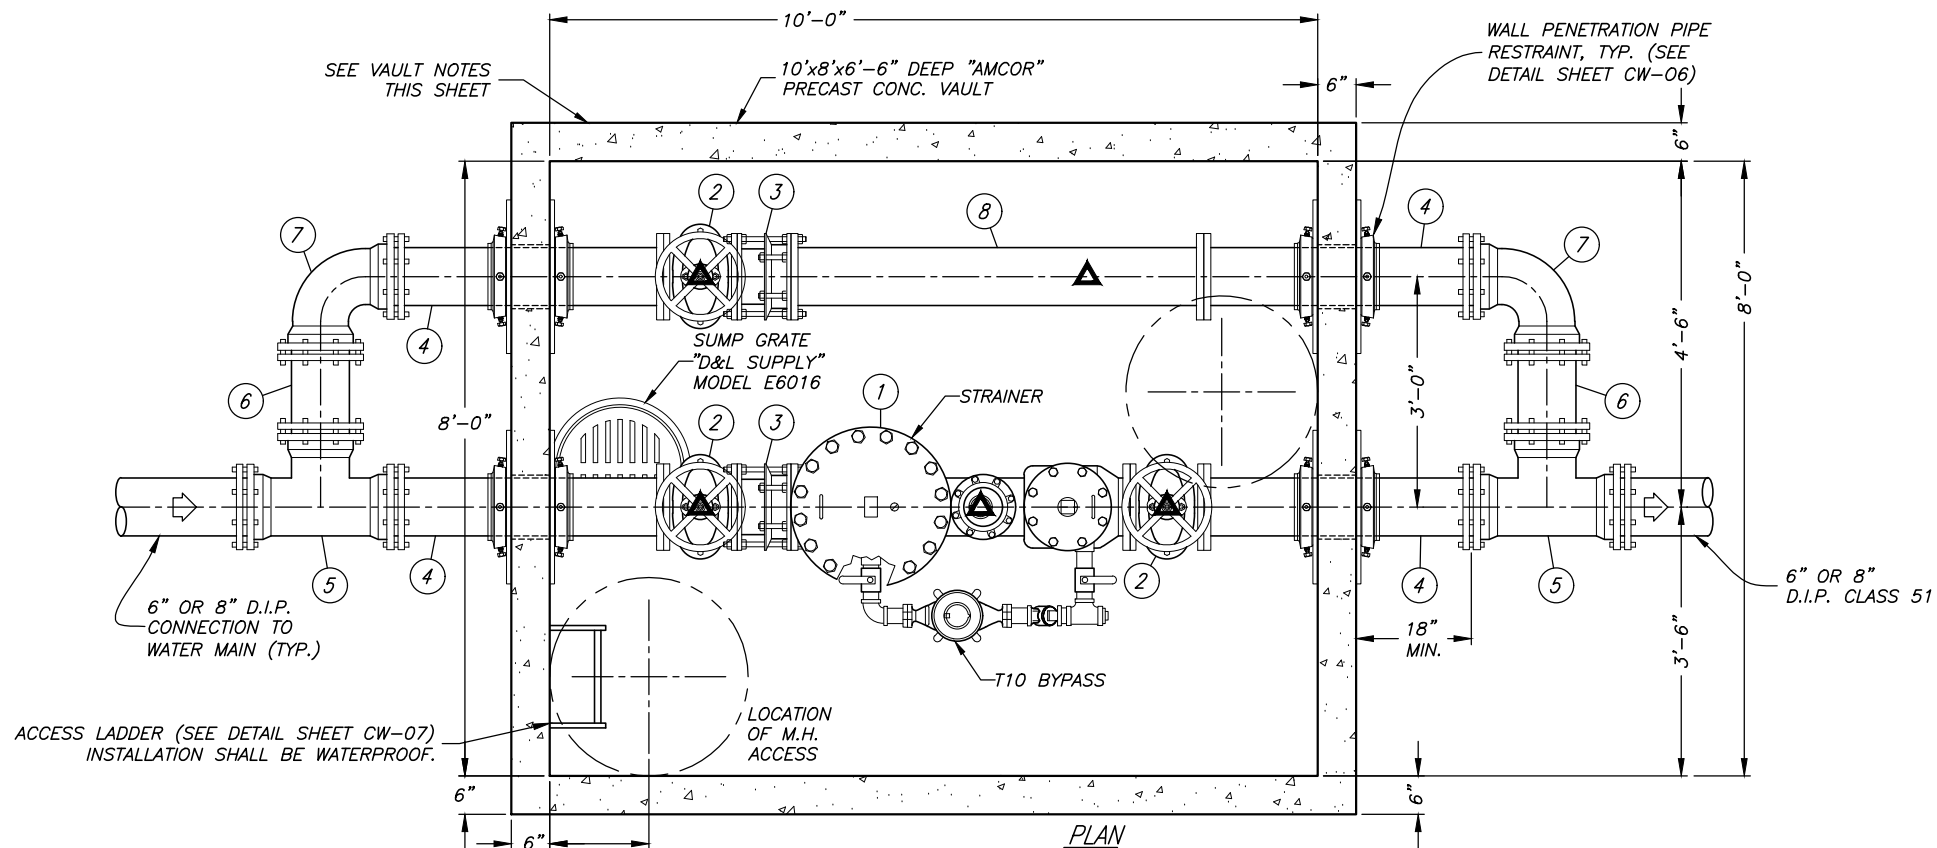 10'-0"
WALL PENETRATION PIPE
RESTRAINT, TYP. (SEE
DETAIL SHEET CW-06)
SEE VAULT NOTES
THIS SHEET
10'x8'x6'-6" DEEP "AMCOR"
PRECAST CONC. VAULT
6"
6"
2
3
8
4
7
7
4
SUMP GRATE
"D&L SUPPLY"
MODEL E6016
4'-6"
8'-0"
3'-0"
6
8'-0"
2
3
1
STRAINER
6
5
4
2
4
5
6" OR 8" D.I.P.
CONNECTION TO
WATER MAIN (TYP.)
18"
MIN.
3'-6"
6" OR 8"
D.I.P. CLASS 51
T10 BYPASS
ACCESS LADDER (SEE DETAIL SHEET CW-07)
INSTALLATION SHALL BE WATERPROOF.
LOCATION
OF M.H.
ACCESS
6"
6"
6"
PLAN